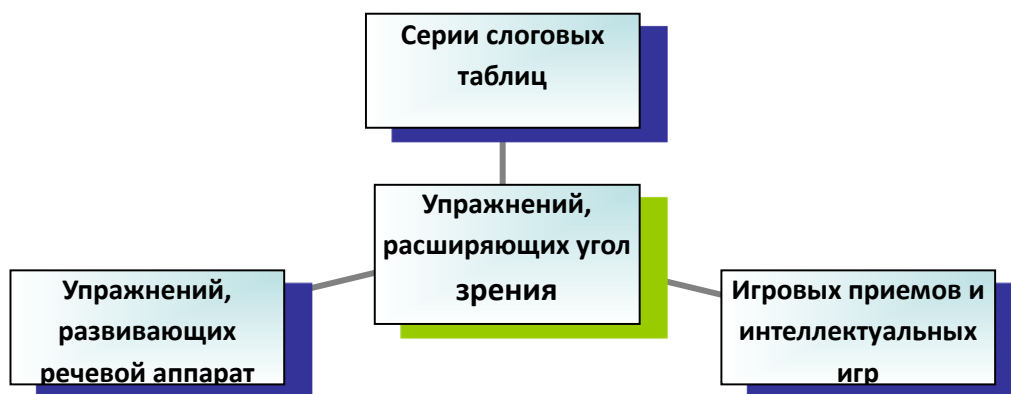 Серии слоговых
таблиц
Упражнений,
расширяющих угол
зрения
Упражнений,
развивающих
речевой аппарат
Игровых приемов и
интеллектуальных
игр